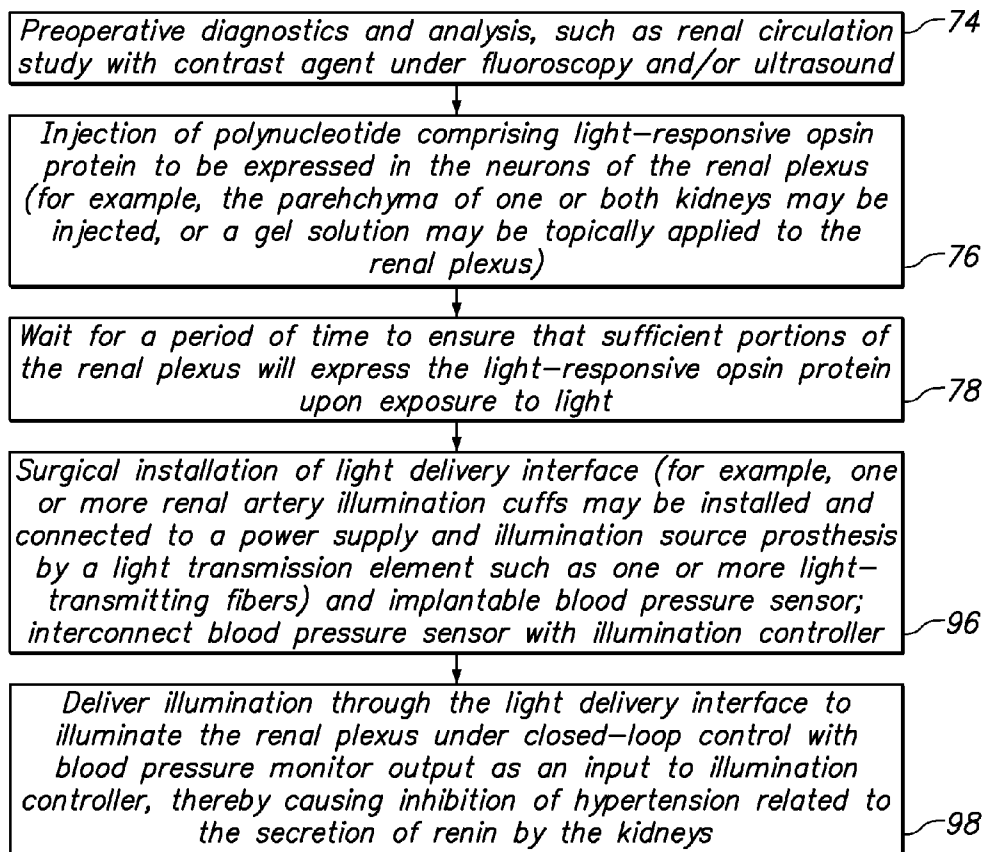 Preoperative diagnostics and analysis, such as renal circulation
study with contrast agent under fluoroscopy and/or ultrasound
74
Injection of polynucleotide comprising light-responsive opsin
protein to be expressed in the neurons of the renal plexus
(for example, the parehchyma of one or both kidneys may be
injected, or a gel solution may be topically applied to the
renal plexus)
76
Wait for a period of time to ensure that sufficient portions of
the renal plexus will express the light-responsive opsin protein
upon exposure to light
78
Surgical installation of light delivery interface (for example, one
or more renal artery illumination cuffs may be installed and
connected to a power supply and illumination source prosthesis
by a light transmission element such as one or more light-
transmitting fibers) and implantable blood pressure sensor;
interconnect blood pressure sensor with illumination controller
96
Deliver illumination through the light delivery interface to
illuminate the renal plexus under closed-loop control with
blood pressure monitor output as an input to illumination
controller, thereby causing inhibition of hypertension related to
the secretion of renin by the kidneys
98